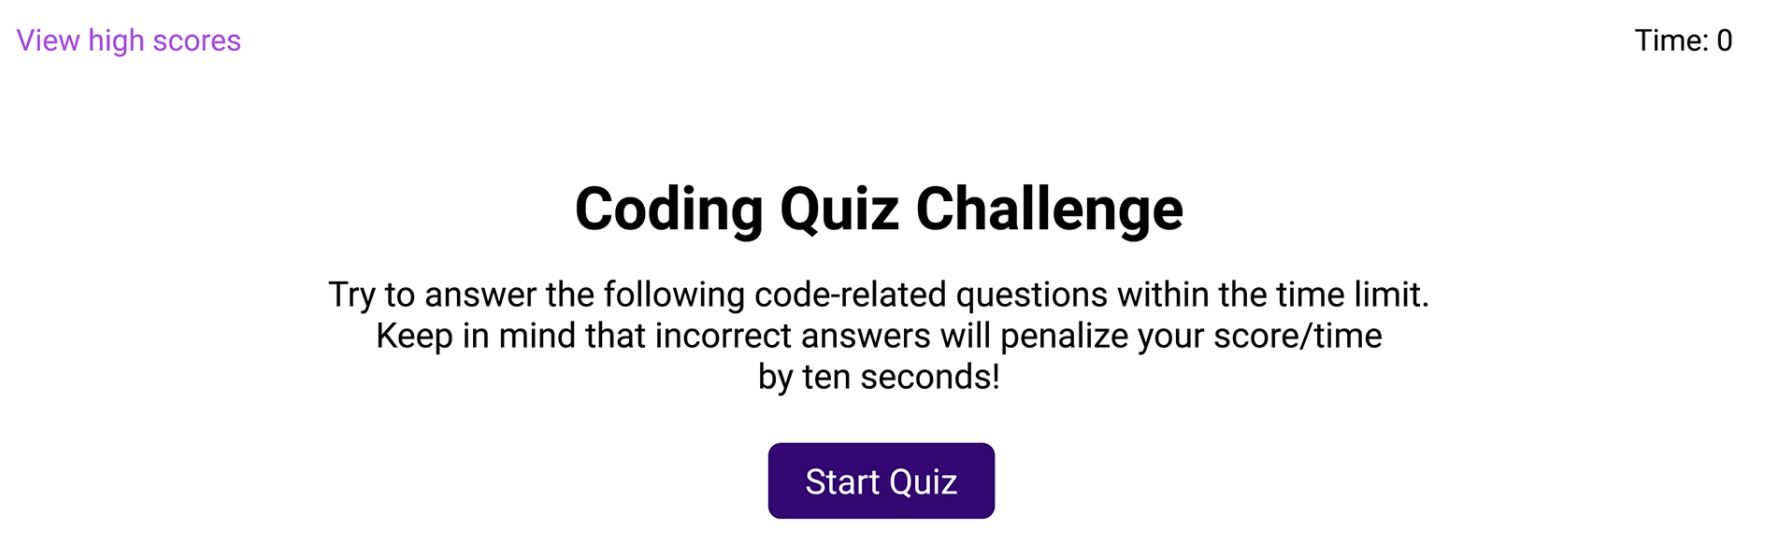 View high scores
Time: 0
Coding Quiz Challenge
Try to answer the following code-related questions within the time limit.
Keep in mind that incorrect answers will penalize your score/time
by ten seconds!
Start Quiz